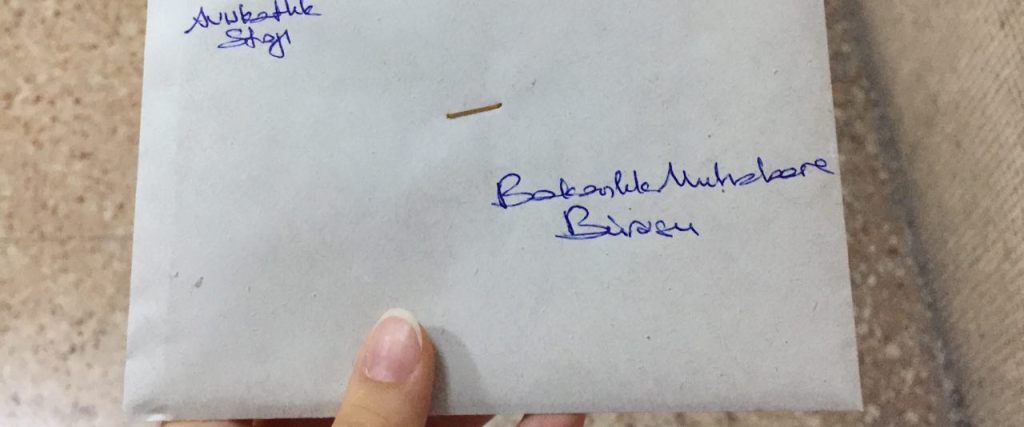 Avukatlık
Stajı
Bakanlık Muhabere
Bürosu